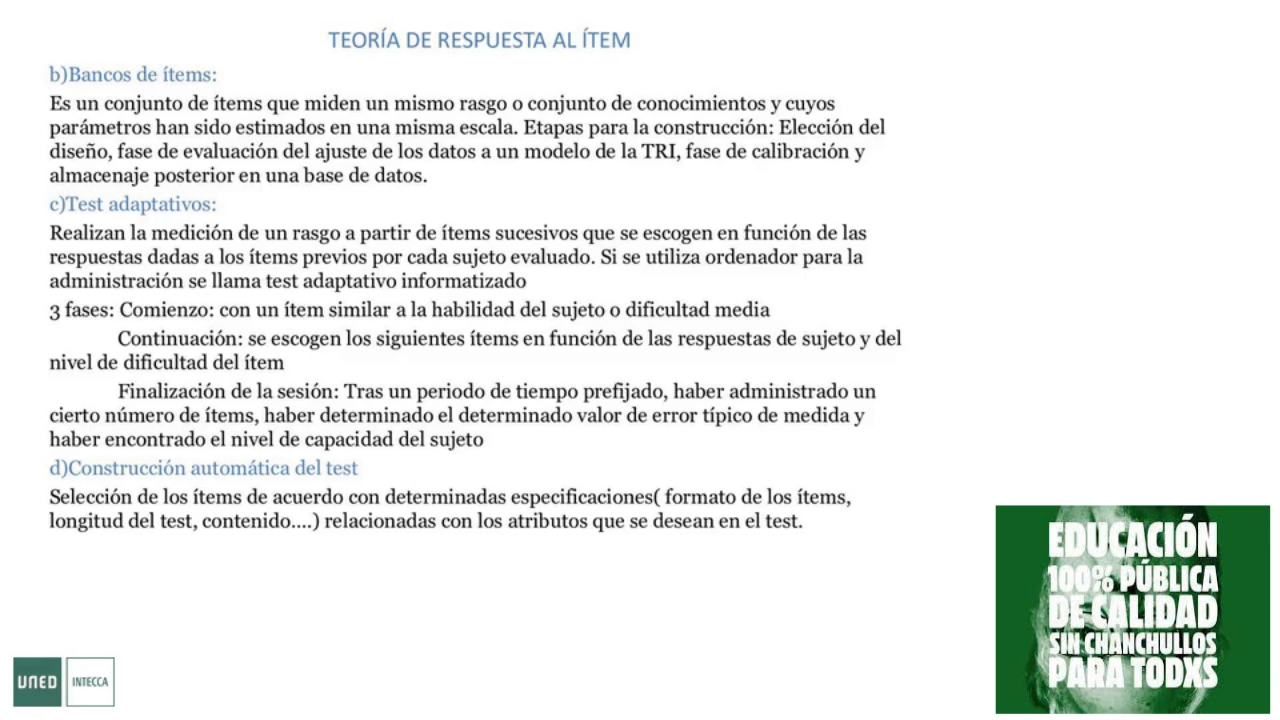 TEORÍA DE RESPUESTA AL ÍTEM
b)Bancos de ítems:
Es un conjunto de ítems que miden un mismo rasgo o conjunto de conocimientos y cuyos
parámetros han sido estimados en una misma escala. Etapas para la construcción: Elección del
diseño, fase de evaluación del ajuste de los datos a un modelo de la TRI, fase de calibración y
almacenaje posterior en una base de datos.
c)Test adaptativos:
Realizan la medición de un rasgo a partir de ítems sucesivos que se escogen en función de las
respuestas dadas a los ítems previos por cada sujeto evaluado. Si se utiliza ordenador para la
administración se llama test adaptativo informatizado
3 fases: Comienzo: con un ítem similar a la habilidad del sujeto o dificultad media
Continuación: se escogen los siguientes ítems en función de las respuestas de sujeto y del
nivel de dificultad del ítem
Finalización de la sesión: Tras un periodo de tiempo prefijado, haber administrado un
cierto número de ítems, haber determinado el determinado valor de error típico de medida y
haber encontrado el nivel de capacidad del sujeto
d)Construcción automática del test
Selección de los ítems de acuerdo con determinadas especificaciones( formato de los ítems,
longitud del test, contenido....) relacionadas con los atributos que se desean en el test.
EDUCACIÓN
100% PÚBLICA
DE CALIDAD
SIN CHANCHULLOS
PARA TODXS
UNED INTECCA